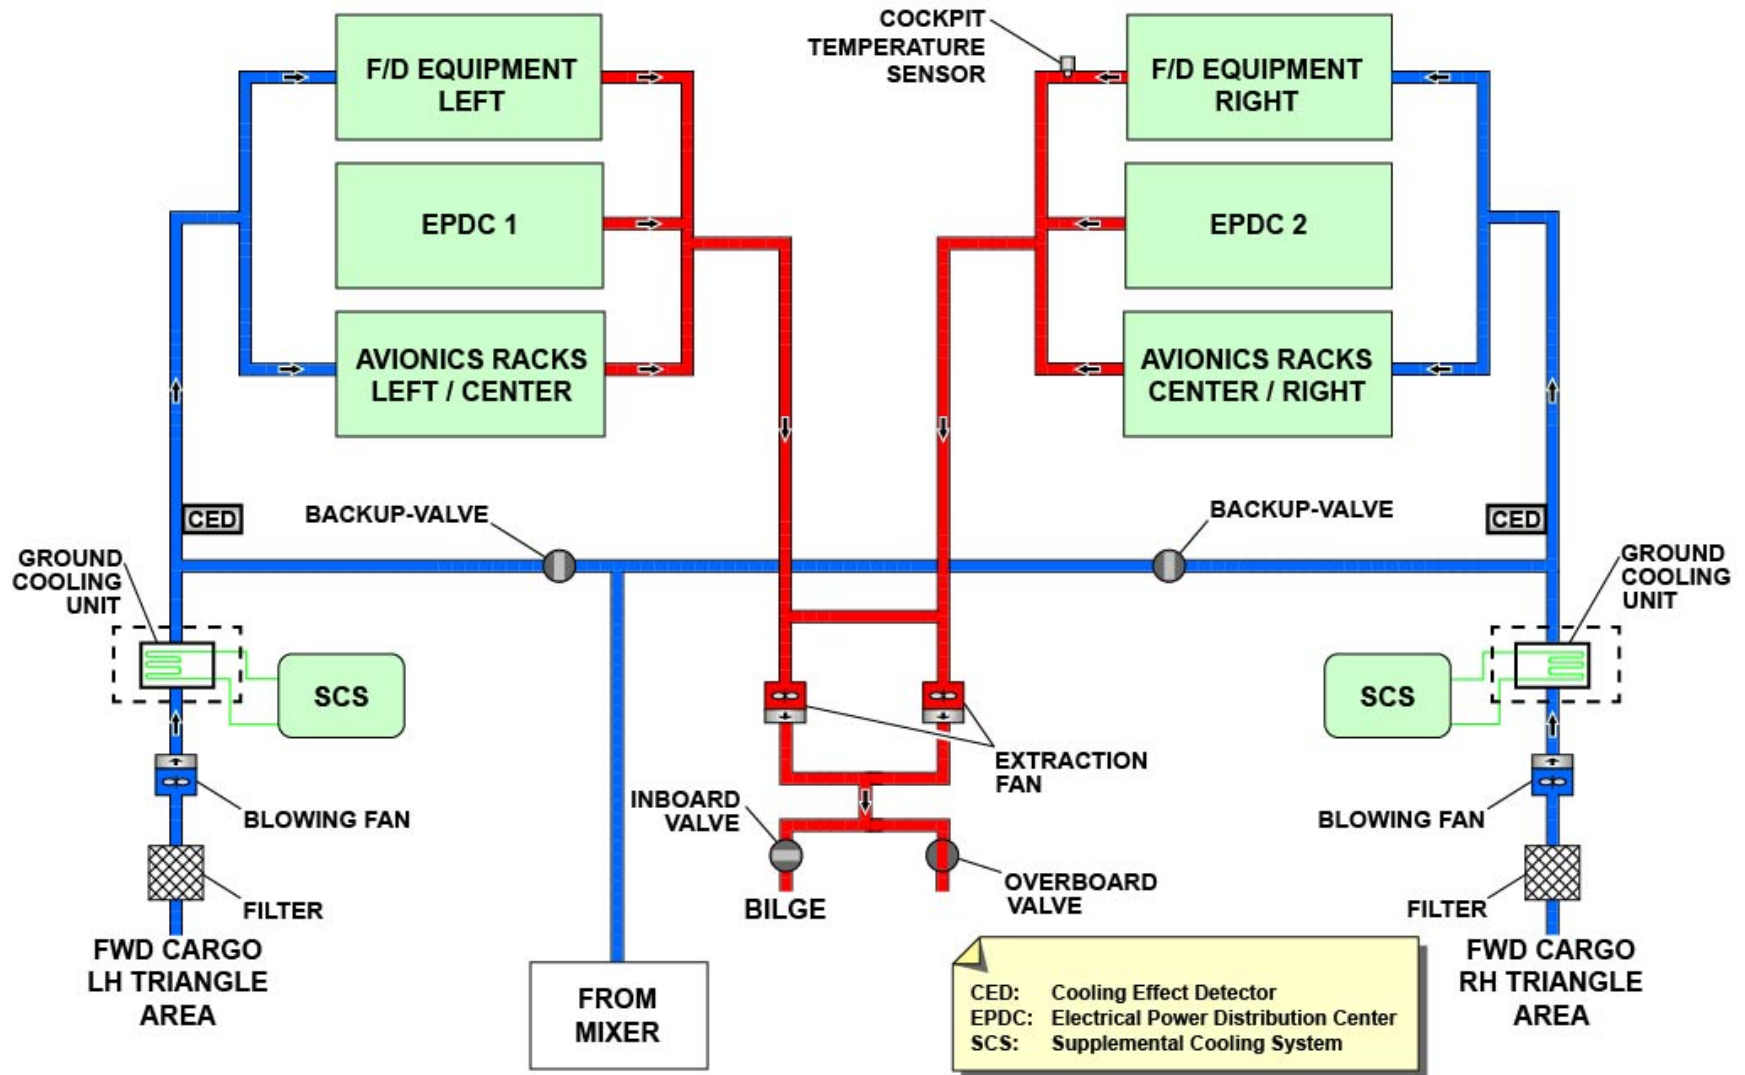 COCKPIT
TEMPERATURE
SENSOR
F/D EQUIPMENT
LEFT
F/D EQUIPMENT
RIGHT
EPDC 1
EPDC 2
AVIONICS RACKS
LEFT / CENTER
AVIONICS RACKS
CENTER / RIGHT
CED
BACKUP-VALVE
BACKUP-VALVE
CED
GROUND
COOLING
UNIT
GROUND
COOLING
UNIT
SCS
SCS
EXTRACTION
FAN
BLOWING FAN
INBOARD
VALVE
BLOWING FAN
OVERBOARD
VALVE
BILGE
FILTER
FILTER
FWD CARGO
LH TRIANGLE
AREA
FROM
MIXER
FWD CARGO
RH TRIANGLE
AREA
CED: Cooling Effect Detector
EPDC: Electrical Power Distribution Center
SCS: Supplemental Cooling System